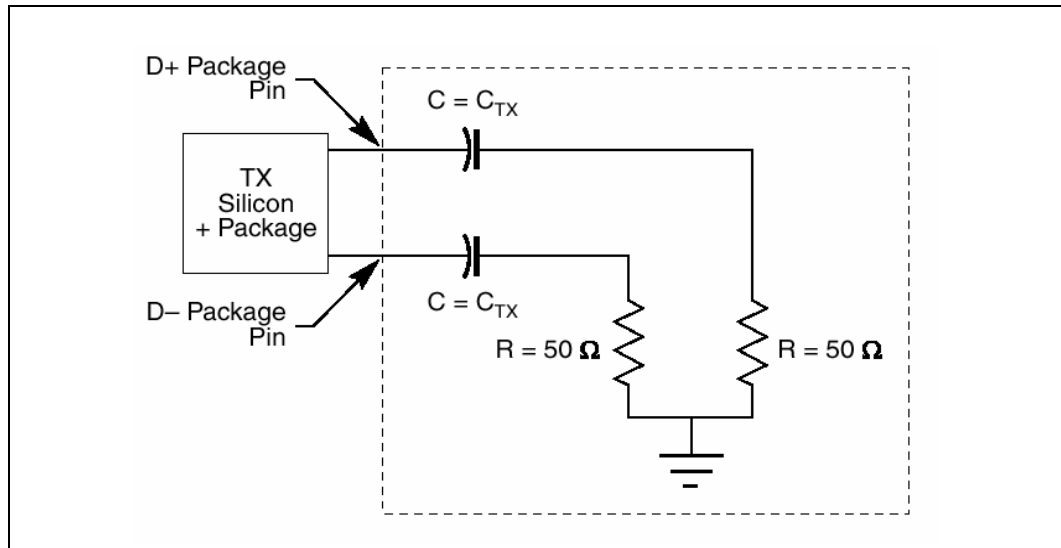 D+ Package
Pin
C = CTX
TX
Silicon
+ Package
D– Package
Pin
C = CTX
R = 50 Ω
R = 50 Ω